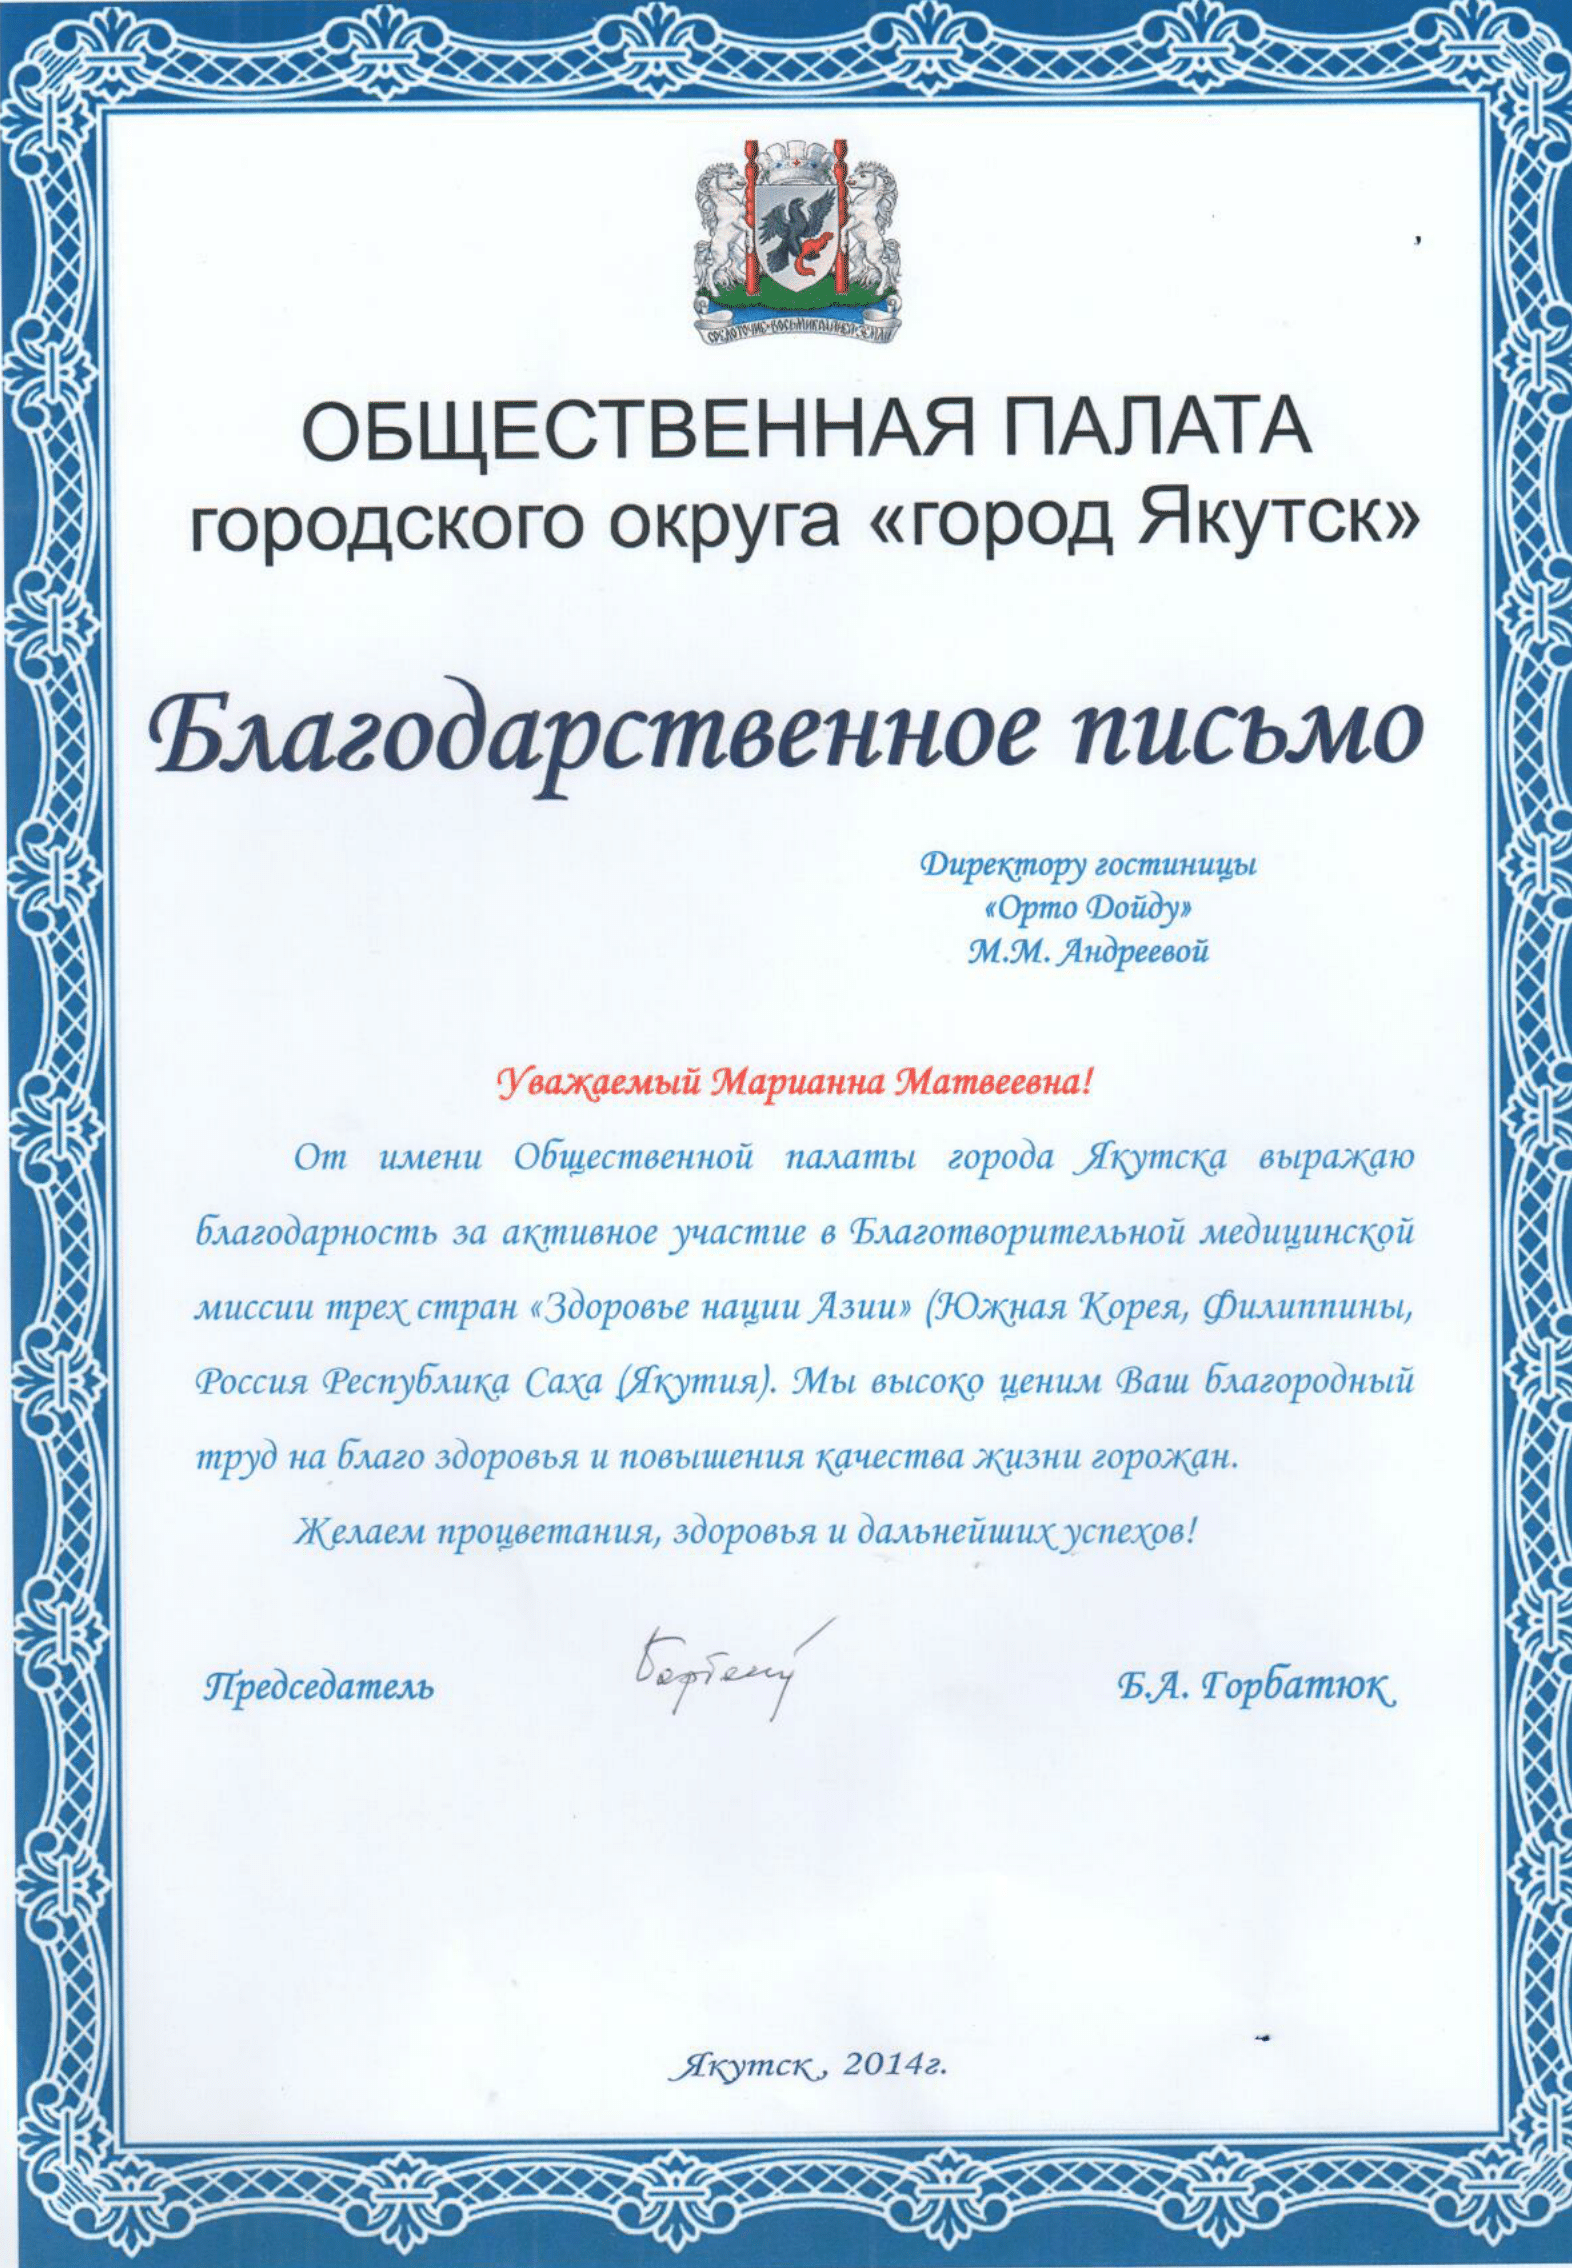 СРЕДОТОЧИЕ ВОСЬМИКРАЙНЕЙ ЗЕМЛИ
ОБЩЕСТВЕННАЯ ПАЛАТА
городского округа «город Якутск»
Благодарственное письмо
Директору гостиницы
«Орто Дойду»
М.М. Андреевой
Уважаемый Марианна Матвеевна!
От имени Общественной палаты города Якутска выражаю
благодарность за активное участие в Благотворительной медицинской
миссии трех стран «Здоровье нации Азии» (Южная Корея, Филиппины,
Россия Республика Саха (Якутия). Мы высоко ценим Ваш благородный
труд на благо здоровья и повышения качества жизни горожан.
Желаем процветания, здоровья и дальнейших успехов!
Председатель Б.А. Горбатюк
Якутск, 2014г.